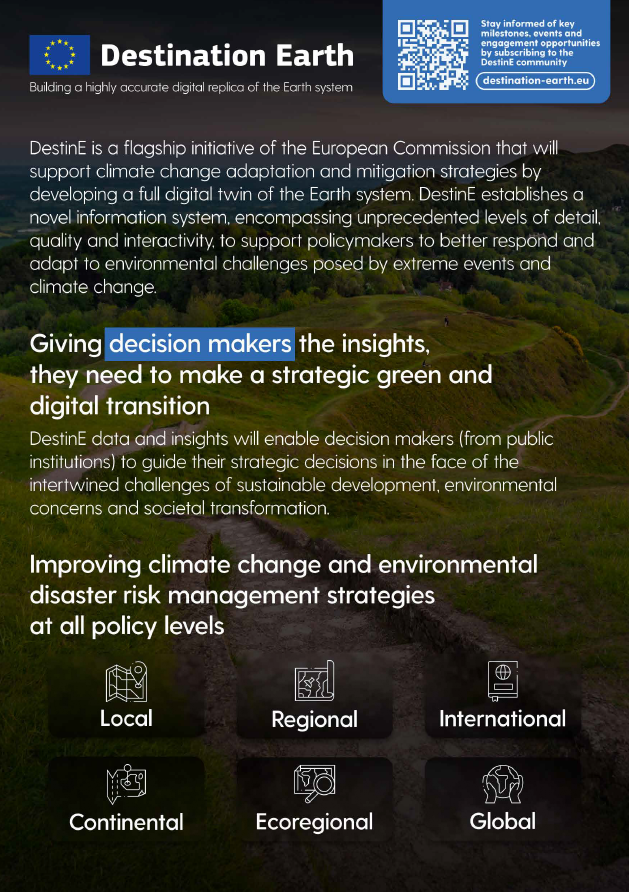 Destination Earth
Building a highly accurate digital replica of the Earth system
Stay informed of key
milestones, events and
engagement opportunities
by subscribing to the
DestinE community
destination-earth.eu
DestinE is a flagship initiative of the European Commission that will
support climate change adaptation and mitigation strategies by
developing a full digital twin of the Earth system. DestinE establishes a
novel information system, encompassing unprecedented levels of detail,
quality and interactivity, to support policymakers to better respond and
adapt to environmental challenges posed by extreme events and
climate change.
Giving decision makers the insights,
they need to make a strategic green and
digital transition
DestinE data and insights will enable decision makers (from public
institutions) to guide their strategic decisions in the face of the
intertwined challenges of sustainable development, environmental
concerns and societal transformation.
Improving climate change and environmental
disaster risk management strategies
at all policy levels
Local
Regional
International
Continental
Ecoregional
Global